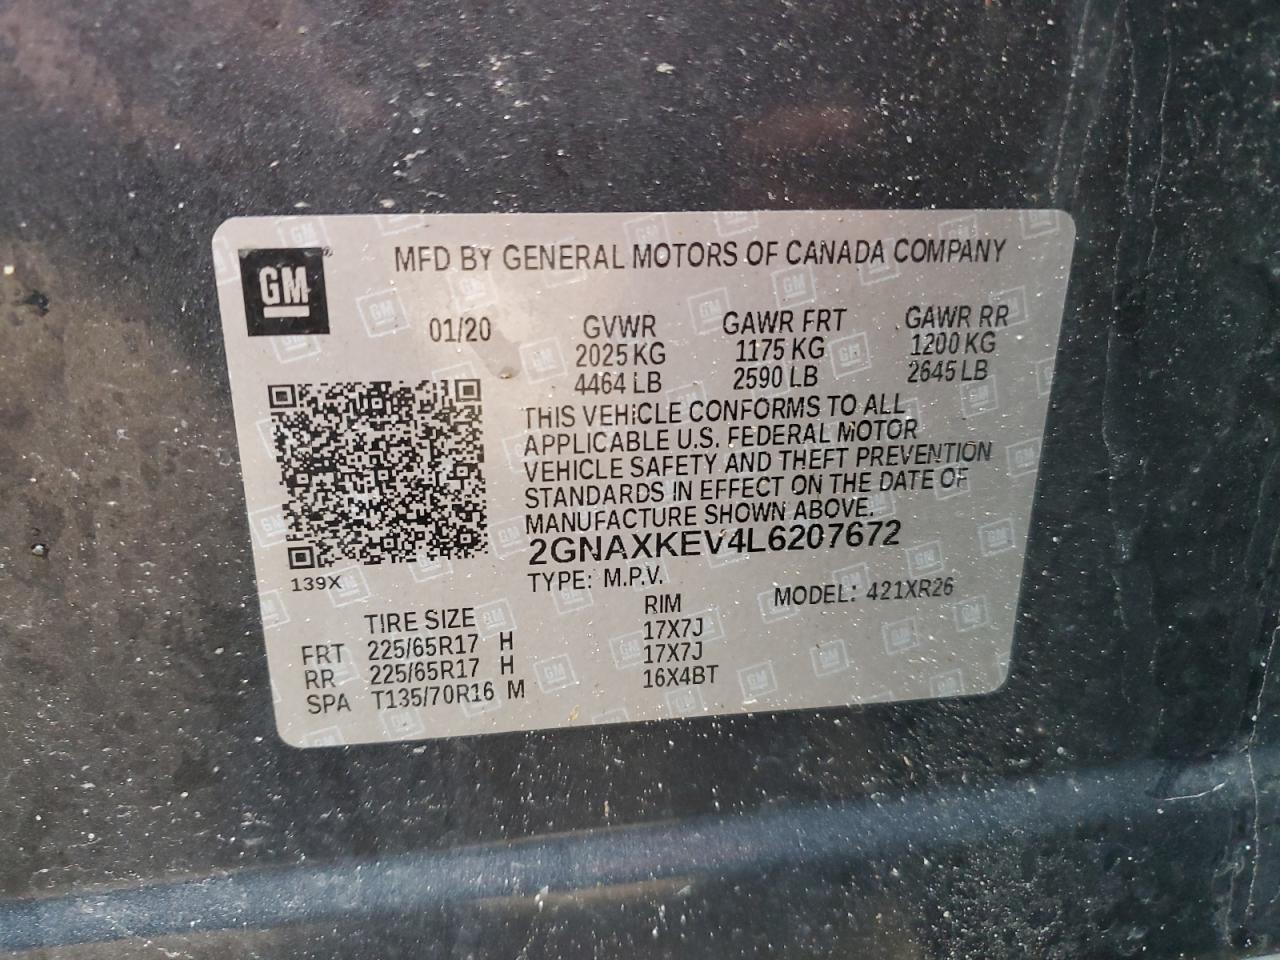 GM
MFD BY GENERAL MOTORS OF CANADA COMPANY
01/20 GVWR GAWR FRT GAWR RR
2025 KG 1175 KG 1200 KG
4464 LB 2590 LB 2645 LB
THIS VEHICLE CONFORMS TO ALL
APPLICABLE U.S. FEDERAL MOTOR
VEHICLE SAFETY AND THEFT PREVENTION
STANDARDS IN EFFECT ON THE DATE OF
MANUFACTURE SHOWN ABOVE.
2GNAXKEV4L6207672
139X
TYPE: M.P.V. MODEL: 421XR26
TIRE SIZE RIM
FRT 225/65R17 H 17X7J
RR 225/65R17 H 17X7J
SPA T135/70R16 M 16X4BT